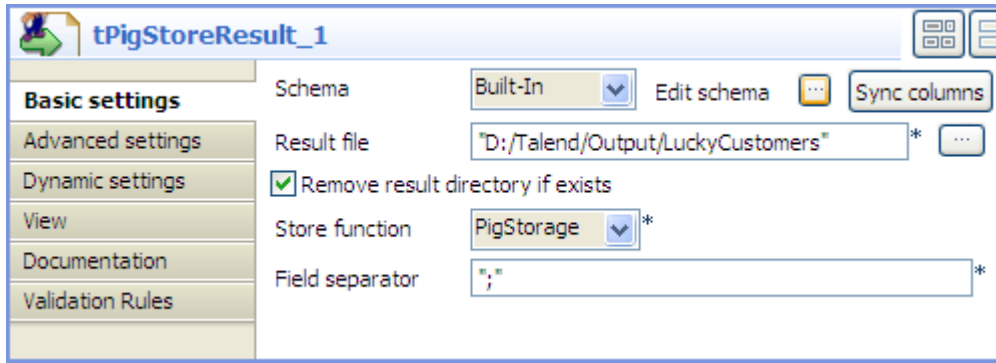 tPigStoreResult_1
Basic settings
Advanced settings
Dynamic settings
View
Documentation
Validation Rules
Schema Built-In Edit schema ... Sync columns
Result file "D:/Talend/Output/LuckyCustomers" * ...
Remove result directory if exists
Store function PigStorage *
Field separator ";" *